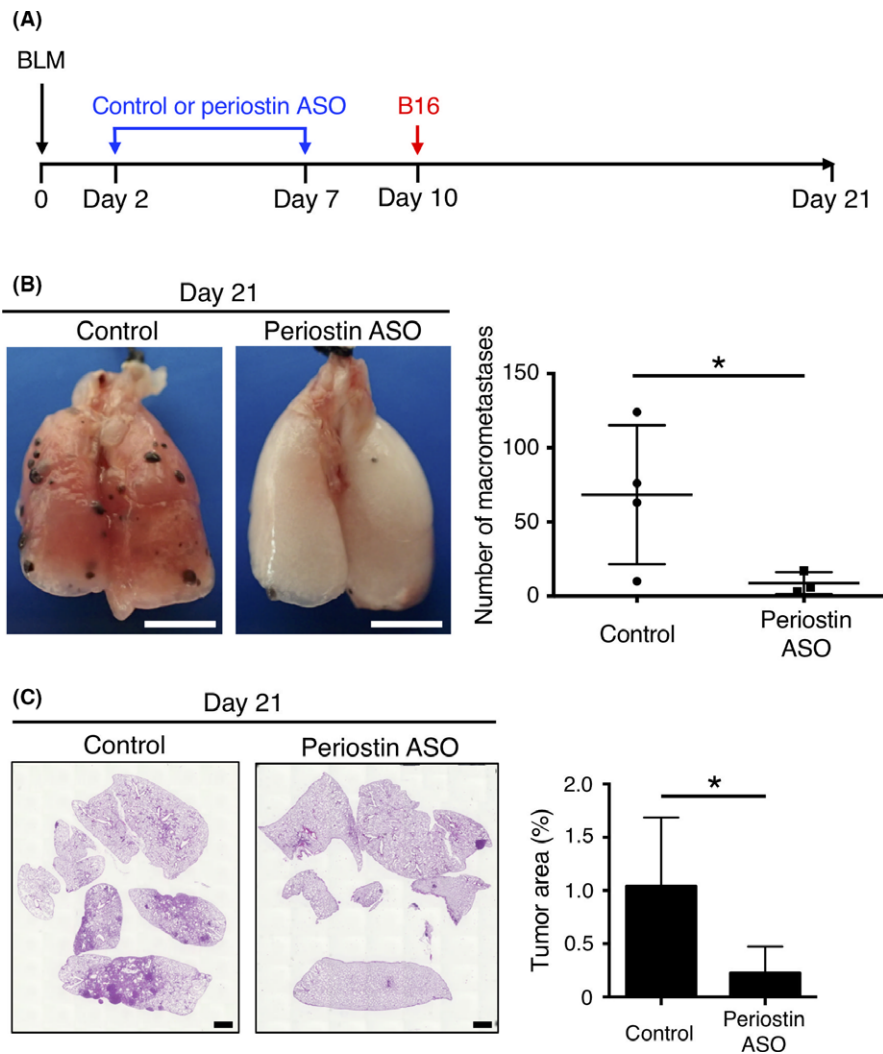 (A)
BLM
Control or periostin ASO
B16
0
Day 2
Day 7
Day 10
Day 21
(B)
Day 21
Control
Periostin ASO
Number of macrometastases
150
100
50
0
*
Control
Periostin
ASO
(C)
Day 21
Control
Periostin ASO
Tumor area (%)
2.0
1.5
1.0
0.5
0
*
Control
Periostin
ASO